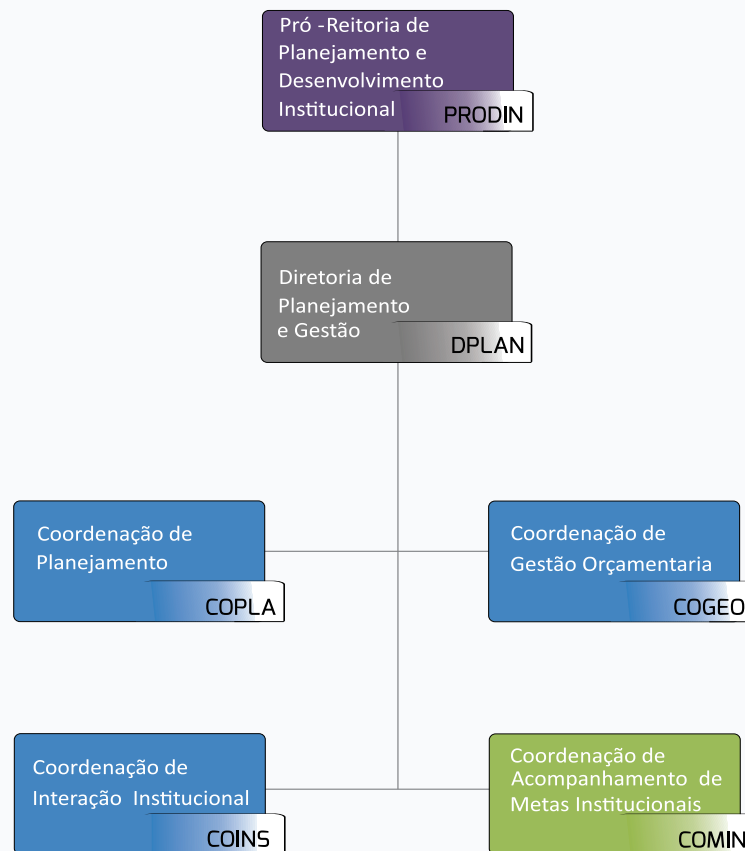 Pró -Reitoria de
Planejamento e
Desenvolvimento
Institucional
PRODIN
Diretoria de
Planejamento
e Gestão
DPLAN
Coordenação de
Planejamento
COPLA
Coordenação de
Gestão Orçamentaria
COGEO
Coordenação de
Interação Institucional
COINS
Coordenação de
Acompanhamento de
Metas Institucionais
COMIN